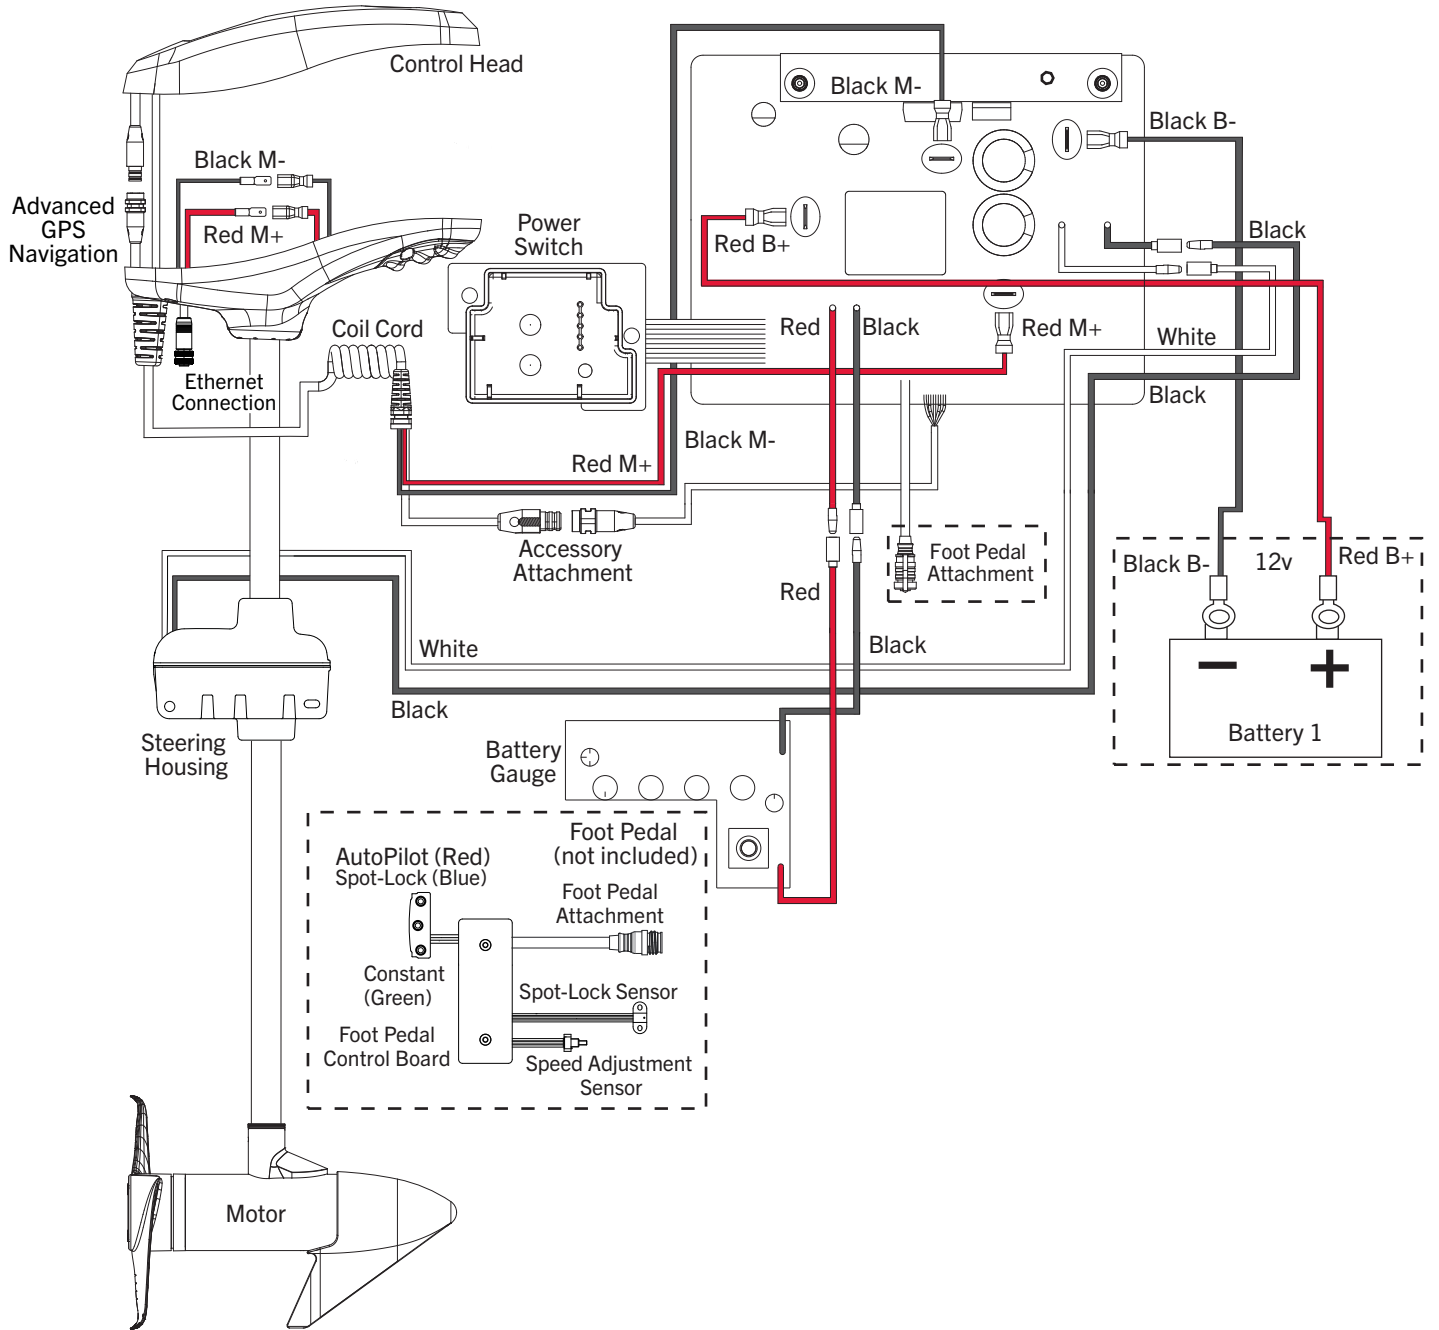 Control Head
Black M-
Black B-
Black M-
Advanced
GPS
Navigation
Red M+
Power
Switch
Red B+
Black
Coil Cord
Red
Black
Red M+
White
Ethernet
Connection
Black
Black M-
Red M+
Accessory
Attachment
Foot Pedal
Attachment
Black B-
12v
Red B+
Red
White
Black
Black
Steering
Housing
Battery
Gauge
Battery 1
Foot Pedal
(not included)
AutoPilot (Red)
Spot-Lock (Blue)
Foot Pedal
Attachment
Constant
(Green)
Spot-Lock Sensor
Foot Pedal
Control Board
Speed Adjustment
Sensor
Motor